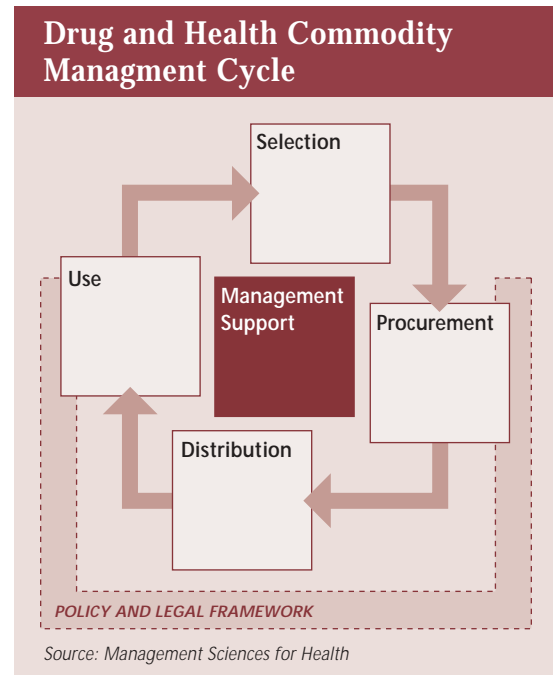 Drug and Health Commodity
Managment Cycle
Selection
Use
Management
Support
Procurement
Distribution
POLICY AND LEGAL FRAMEWORK
Source: Management Sciences for Health